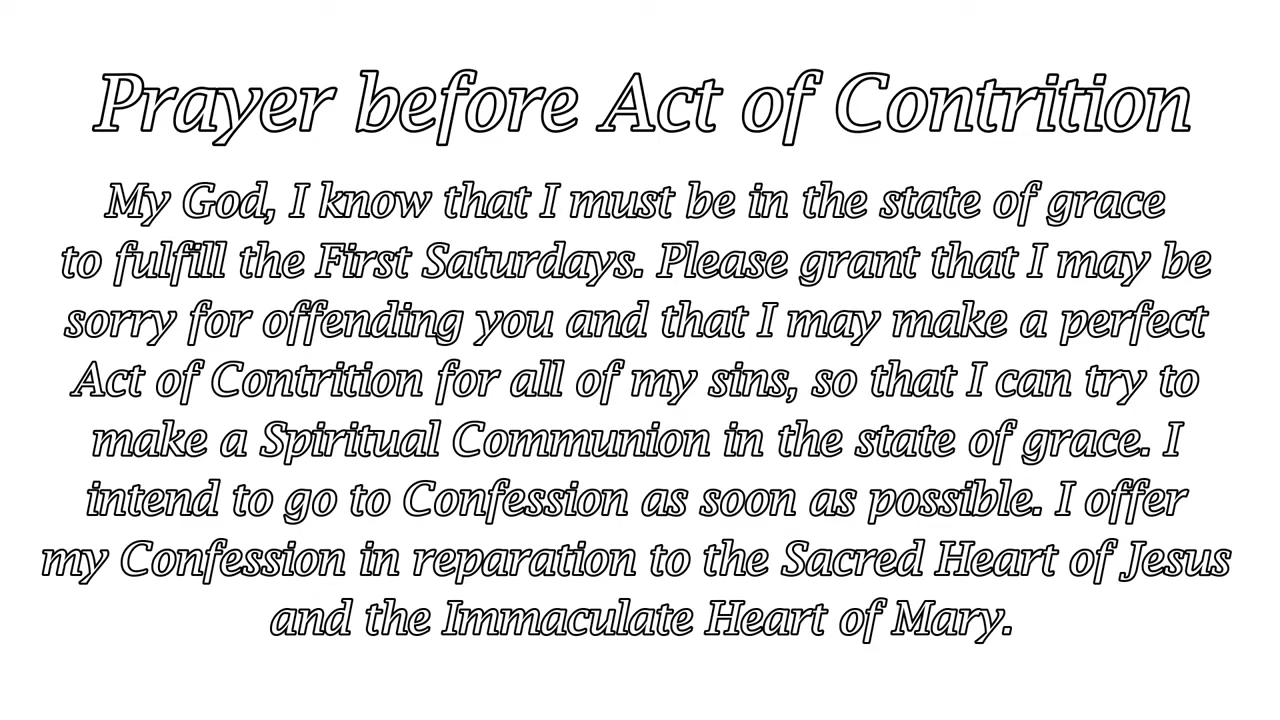 Prayer before Act of Contrition
My God, I know that I must be in the state of grace
to fulfill the First Saturdays. Please grant that I may be
sorry for offending you and that I may make a perfect
Act of Contrition for all of my sins, so that I can try to
make a Spiritual Communion in the state of grace. I
intend to go to Confession as soon as possible. I offer
my Confession in reparation to the Sacred Heart of Jesus
and the Immaculate Heart of Mary.